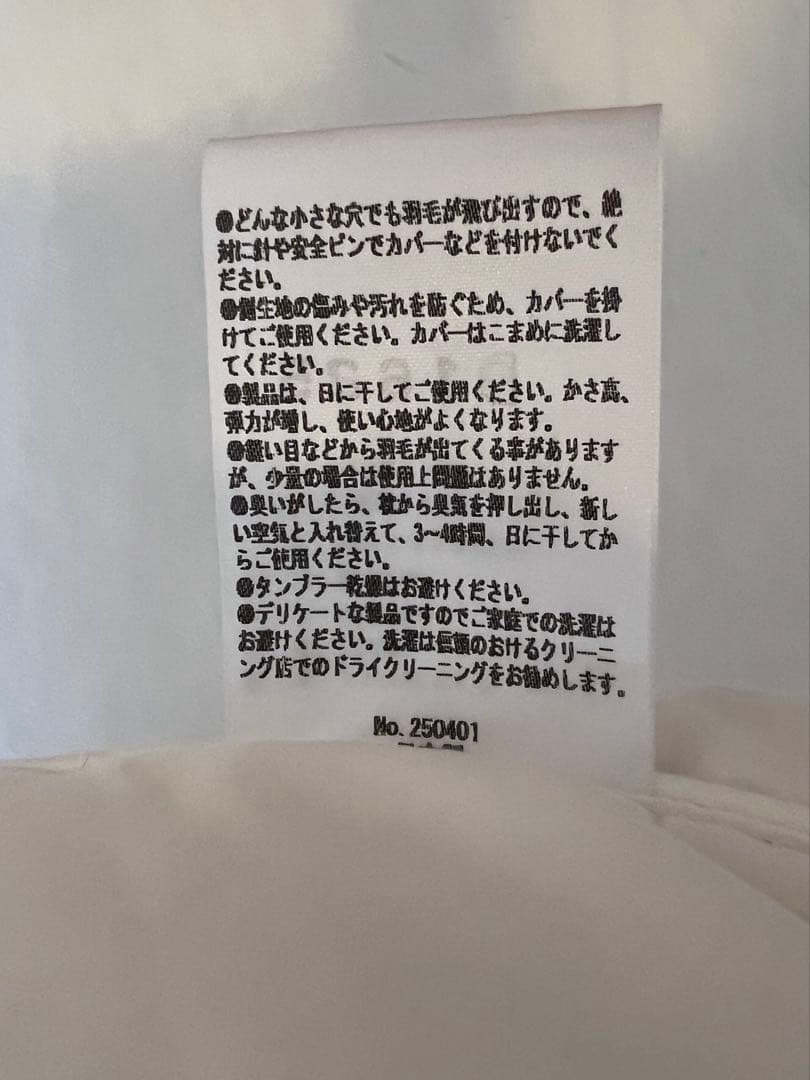 ●どんな小さな穴でも羽毛が飛び出すので、絶
対に針や安全ピンでカバーなどを付けないでく
ださい。
●側生地の傷みや汚れを防ぐため、カバーを掛
けてご使用ください。カバーはこまめに洗濯し
てください。
●製品は、日に干してご使用ください。かさ高、
弾力が増し、使い心地がよくなります。
●縫い目などから羽毛が出てくる事があります
が、少量の場合は使用上問題はありません。
●臭いがしたら、枕から臭気を押し出し、新し
い空気と入れ替えて、3〜4時間、日に干してか
らご使用ください。
●タンブラー乾燥はお避けください。
●デリケートな製品ですのでご家庭での洗濯は
お避けください。洗濯は信頼のおけるクリーニ
ング店でのドライクリーニングをお勧めします。
No. 250401